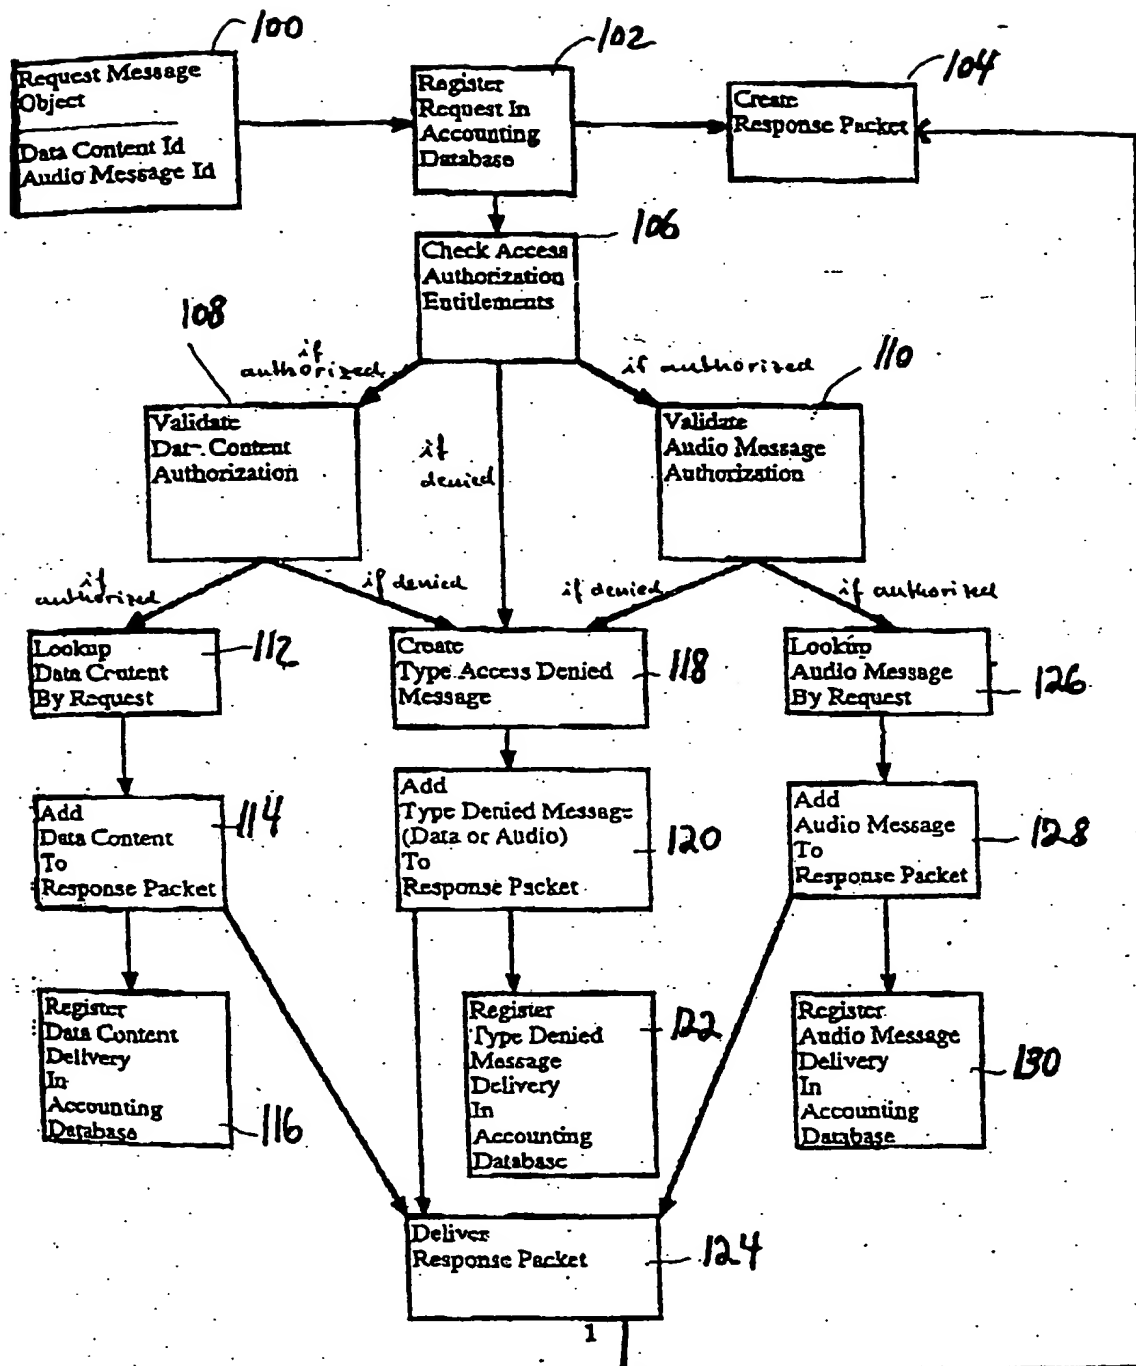 100
Request Message
Object
Data Content Id
Audio Message Id
102
Register
Request In
Accounting
Database
104
Create
Response Packet
106
Check Access
Authorization
Entitlements
108
if
authorized
if authorized
110
Validate
Content
Authorization
if
denied
Validate
Audio Message
Authorization
if
authorized
if denied
if denied
if authorized
Lookup
Data Content
By Request
112
Create
Type Access Denied
Message
118
Lookup
Audio Message
By Request
126
Add
Data Content
To
Response Packet
114
Add
Type Denied Message
(Data or Audio)
To
Response Packet
120
Add
Audio Message
To
Response Packet
128
Register
Data Content
Delivery
In
Accounting
Database
116
Register
Type Denied
Message
Delivery
In
Accounting
Database
122
Register
Audio Message
Delivery
In
Accounting
Database
130
Deliver
Response Packet
124
1